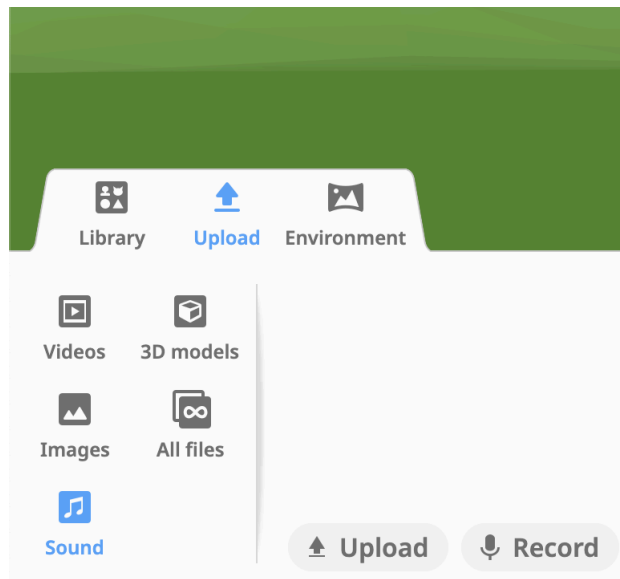 Library Upload Environment
Videos 3D models
Images All files
Sound
Upload Record